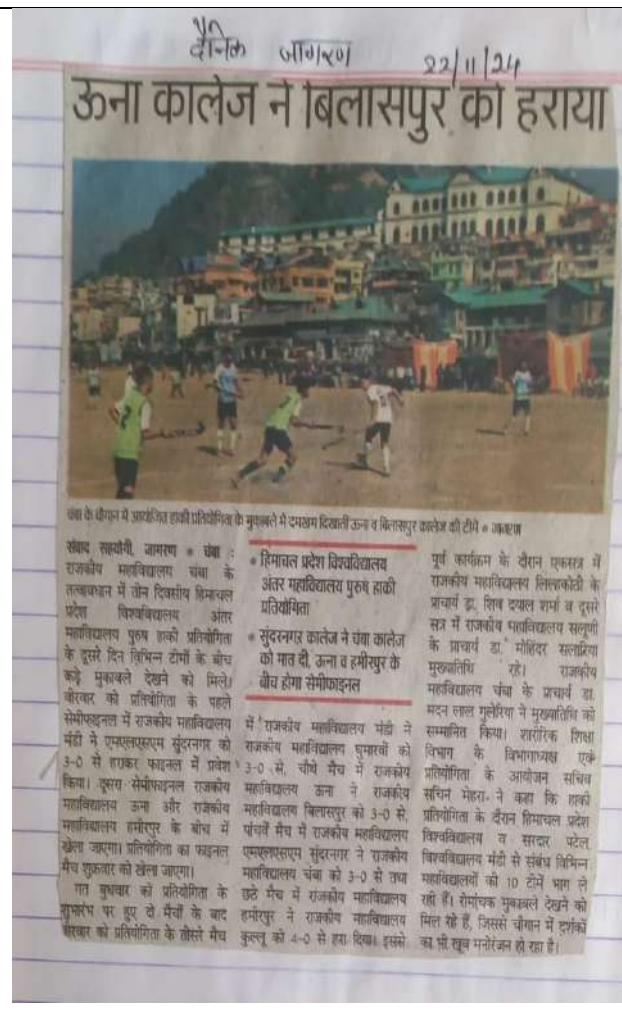 दैनिक जागरण 22/11/24
ऊना कालेज ने बिलासपुर को हराया
चंबा के चौगान में आयोजित हाकी प्रतियोगिता के मुकाबले में दमखम दिखाती ऊना व बिलासपुर कालेज की टीमें ● जागरण
संवाद सहयोगी, जागरण ● चंबा :
राजकीय महाविद्यालय चंबा के
तत्वावधान में तीन दिवसीय हिमाचल
प्रदेश विश्वविद्यालय अंतर
महाविद्यालय पुरुष हाकी प्रतियोगिता
के दूसरे दिन विभिन्न टीमों के बीच
कड़े मुकाबले देखने को मिले।
वीरवार को प्रतियोगिता के पहले
सेमीफाइनल में राजकीय महाविद्यालय
मंडी ने एमएलएसएम सुंदरनगर को
3-0 से हराकर फाइनल में प्रवेश
किया। दूसरा सेमीफाइनल राजकीय
महाविद्यालय ऊना और राजकीय
महाविद्यालय हमीरपुर के बीच में
खेला जाएगा। प्रतियोगिता का फाइनल
मैच शुक्रवार को खेला जाएगा।
गत बुधवार को प्रतियोगिता के
शुभारंभ पर हुए दो मैचों के बाद
वीरवार को प्रतियोगिता के तीसरे मैच
● हिमाचल प्रदेश विश्वविद्यालय
अंतर महाविद्यालय पुरुष हाकी
प्रतियोगिता
● सुंदरनगर कालेज ने चंबा कालेज
को मात दी, ऊना व हमीरपुर के
बीच होगा सेमीफाइनल
में राजकीय महाविद्यालय मंडी ने
राजकीय महाविद्यालय घुमारवीं को
3-0 से, चौथे मैच में राजकीय
महाविद्यालय ऊना ने राजकीय
महाविद्यालय बिलासपुर को 3-0 से,
पांचवें मैच में राजकीय महाविद्यालय
एमएलएसएम सुंदरनगर ने राजकीय
महाविद्यालय चंबा को 3-0 से तथा
छठे मैच में राजकीय महाविद्यालय
हमीरपुर ने राजकीय महाविद्यालय
कुल्लू को 4-0 से हरा दिया। इससे
पूर्व कार्यक्रम के दौरान एकसत्र में
राजकीय महाविद्यालय लिल्हकोठी के
प्राचार्य डा. शिव दयाल शर्मा व दूसरे
सत्र में राजकीय महाविद्यालय सलूणी
के प्राचार्य डा. मोहिंदर सलारिया
मुख्यातिथि रहे। राजकीय
महाविद्यालय चंबा के प्राचार्य डा.
मदन लाल गुलेरिया ने मुख्यातिथि को
सम्मानित किया। शारीरिक शिक्षा
विभाग के विभागाध्यक्ष एवं
प्रतियोगिता के आयोजन सचिव
सचिन मेहरा ने कहा कि हाकी
प्रतियोगिता के दौरान हिमाचल प्रदेश
विश्वविद्यालय व सरदार पटेल
विश्वविद्यालय मंडी से संबंध विभिन्न
महाविद्यालयों की 10 टीमें भाग ले
रही हैं। रोमांचक मुकाबले देखने को
मिल रहे हैं, जिससे चौगान में दर्शकों
का भी खूब मनोरंजन हो रहा है।